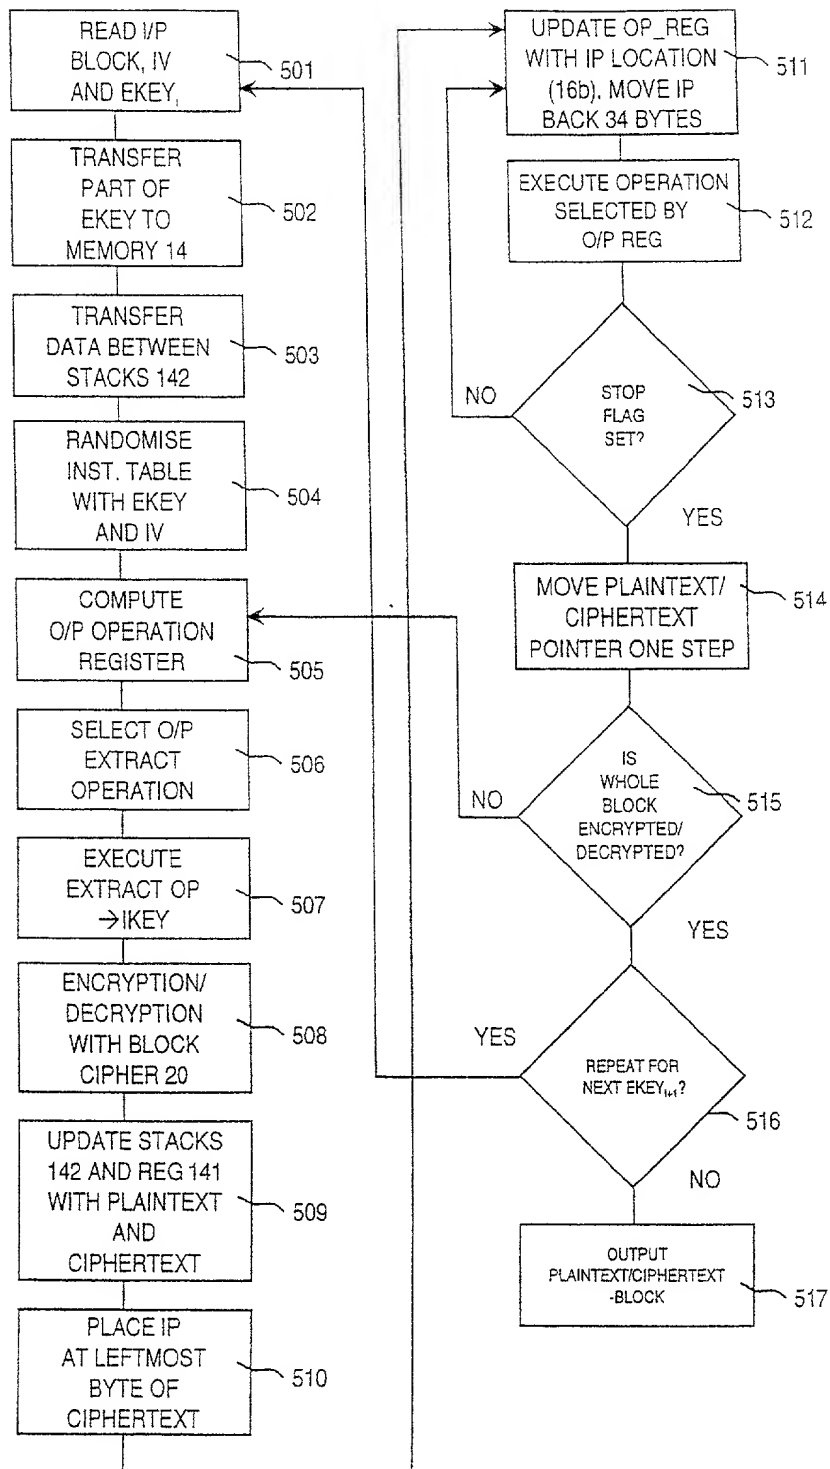 READ I/P
BLOCK, IV
AND EKEYᵢ
501
TRANSFER
PART OF
EKEY TO
MEMORY 14
502
TRANSFER
DATA BETWEEN
STACKS 142
503
RANDOMISE
INST. TABLE
WITH EKEY
AND IV
504
COMPUTE
O/P OPERATION
REGISTER
505
SELECT O/P
EXTRACT
OPERATION
506
EXECUTE
EXTRACT OP
→IKEY
507
ENCRYPTION/
DECRYPTION
WITH BLOCK
CIPHER 20
508
UPDATE STACKS
142 AND REG 141
WITH PLAINTEXT
AND
CIPHERTEXT
509
PLACE IP
AT LEFTMOST
BYTE OF
CIPHERTEXT
510
UPDATE OP_REG
WITH IP LOCATION
(16b). MOVE IP
BACK 34 BYTES
511
EXECUTE OPERATION
SELECTED BY
O/P REG
512
STOP
FLAG
SET?
513
NO
YES
MOVE PLAINTEXT/
CIPHERTEXT
POINTER ONE STEP
514
IS
WHOLE
BLOCK
ENCRYPTED/
DECRYPTED?
515
NO
YES
REPEAT FOR
NEXT EKEYᵢ₊₁?
516
YES
NO
OUTPUT
PLAINTEXT/CIPHERTEXT
-BLOCK
517